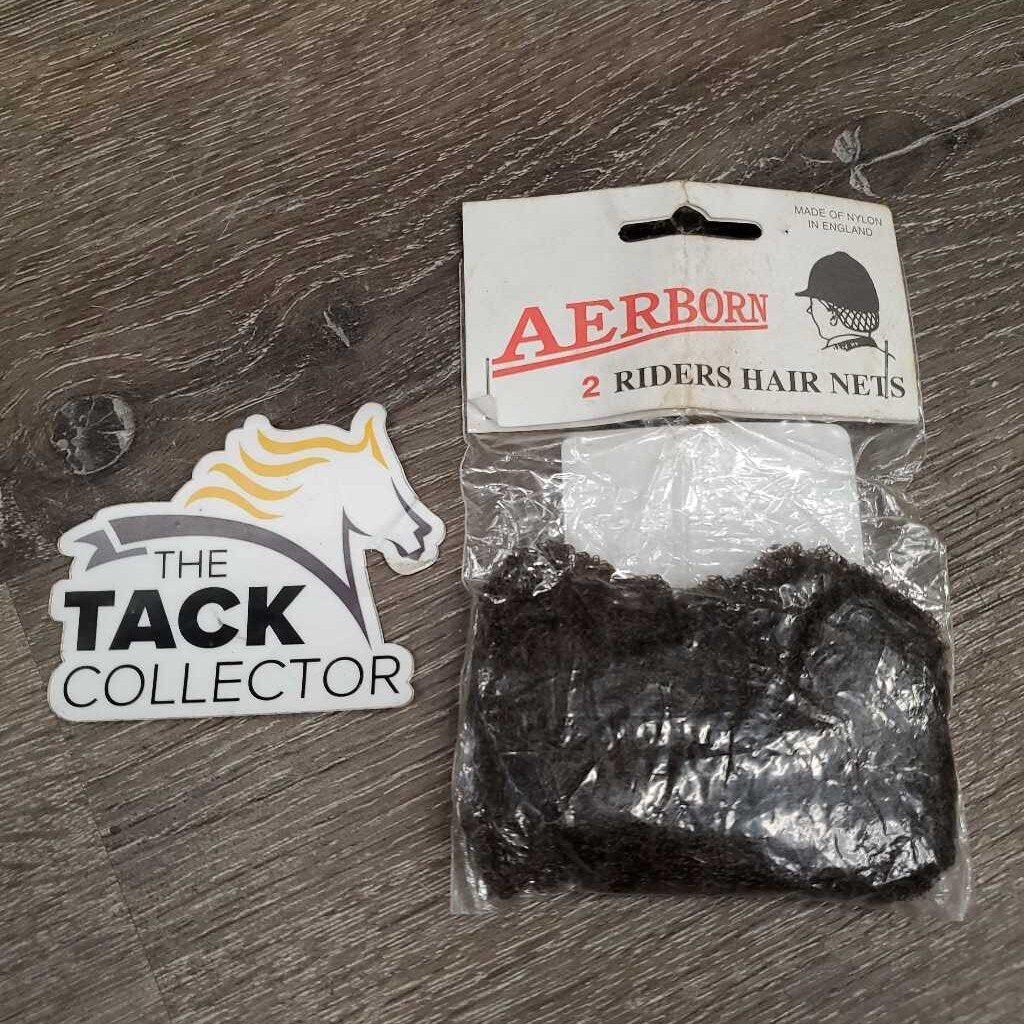 MADE OF NYLON
IN ENGLAND
AERBORN
2 RIDERS HAIR NETS
THE
TACK
COLLECTOR